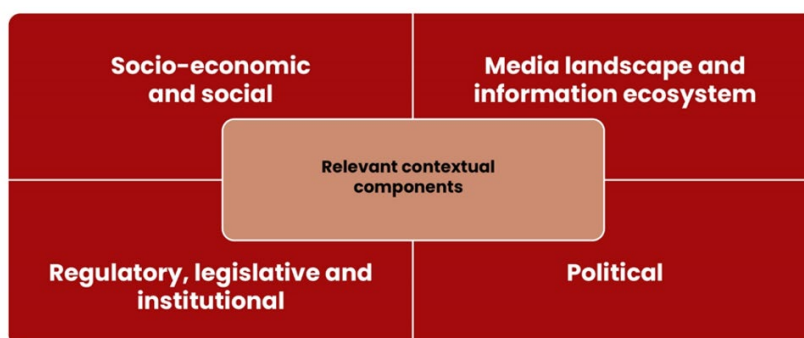 Socio-economic
and social
Media landscape and
information ecosystem
Relevant contextual
components
Regulatory, legislative and
institutional
Political